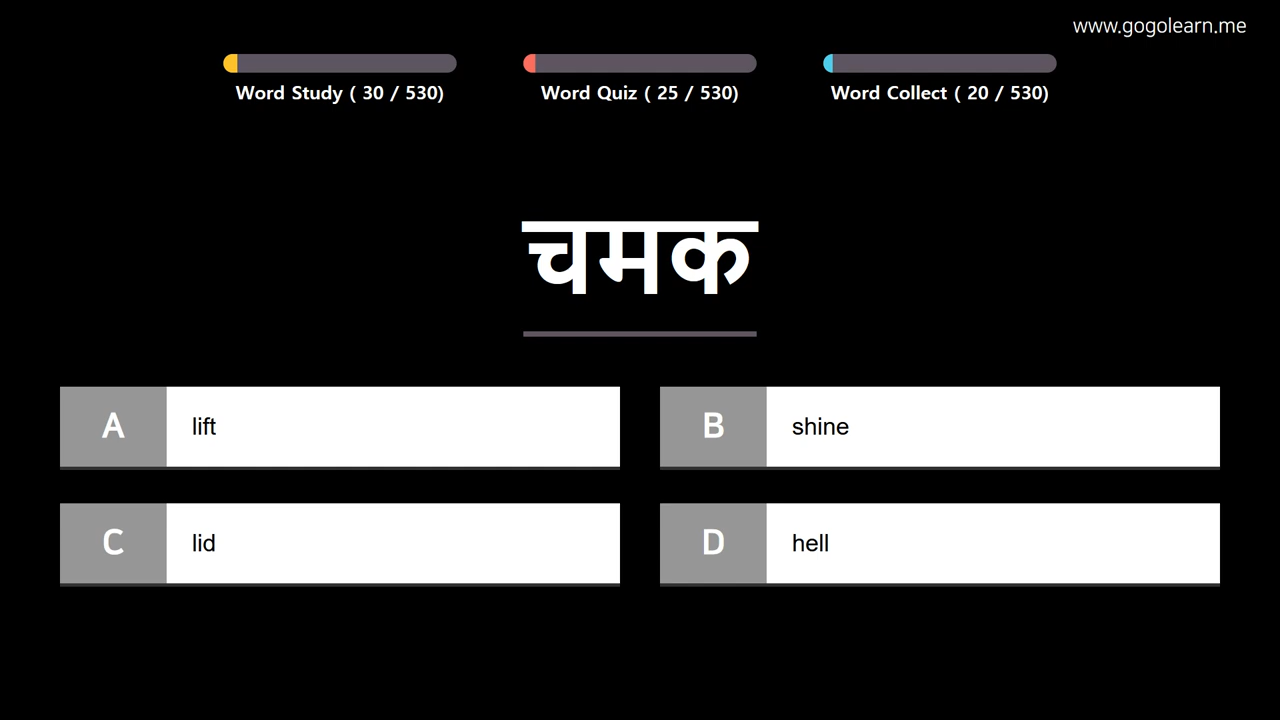 www.gogolearn.me
Word Study ( 30 / 530)
Word Quiz ( 25 / 530)
Word Collect ( 20 / 530)
चमक
A lift
B shine
C lid
D hell